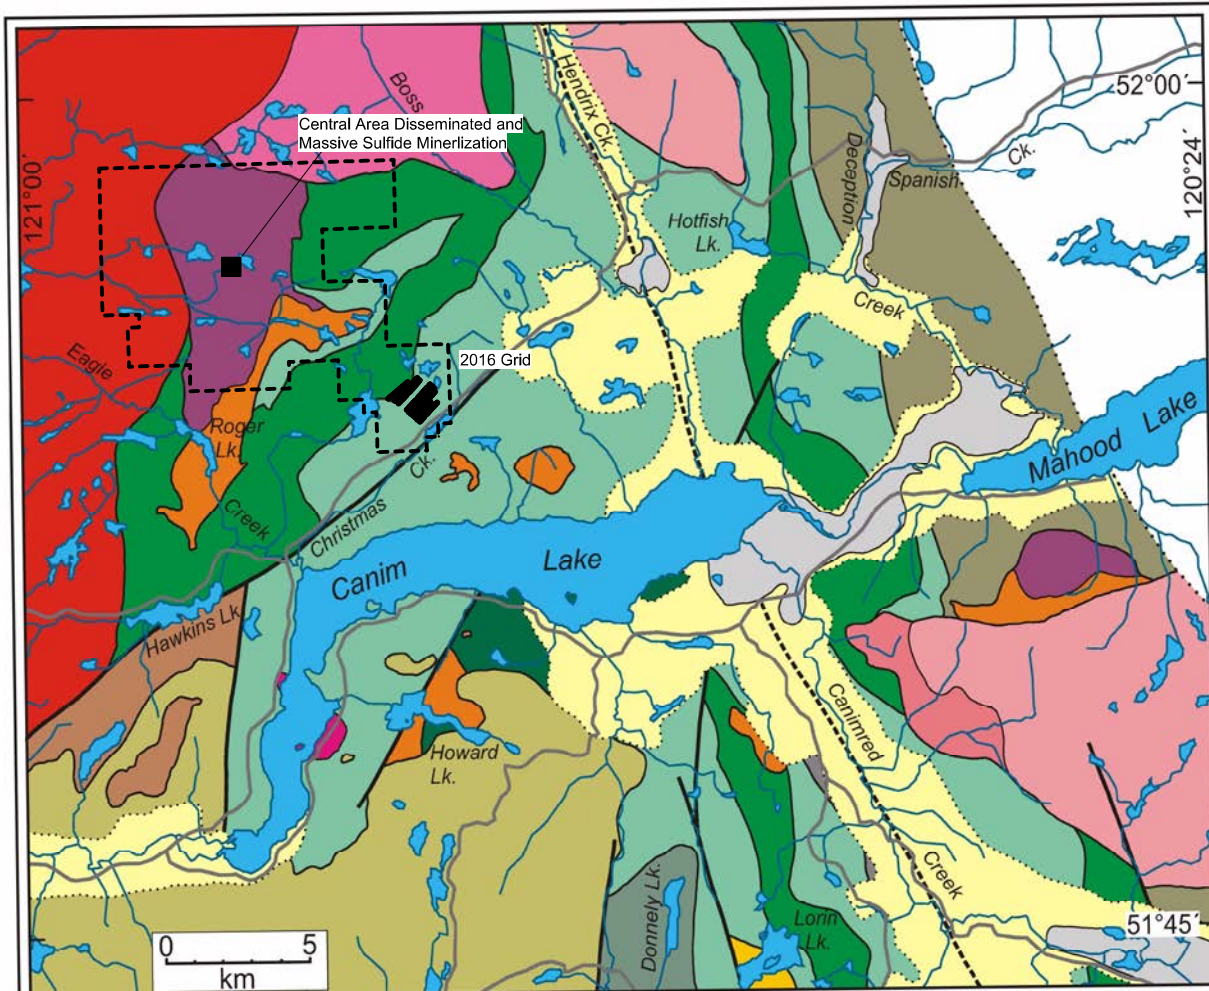 Hendrix Ck.
Boss
52°00´
Central Area Disseminated and
Massive Sulfide Minerlization
Ck.
Deception
Spanish
121°00´
120°24´
Hotfish
Lk.
Creek
Eagle
2016 Grid
Mahood Lake
Roger
Lk.
Ck.
Creek
Christmas
Canim
Lake
Hawkins Lk.
Canimred
Howard
Lk.
Creek
Donnely Lk.
Lorin
Lk.
51°45´
0 5
km